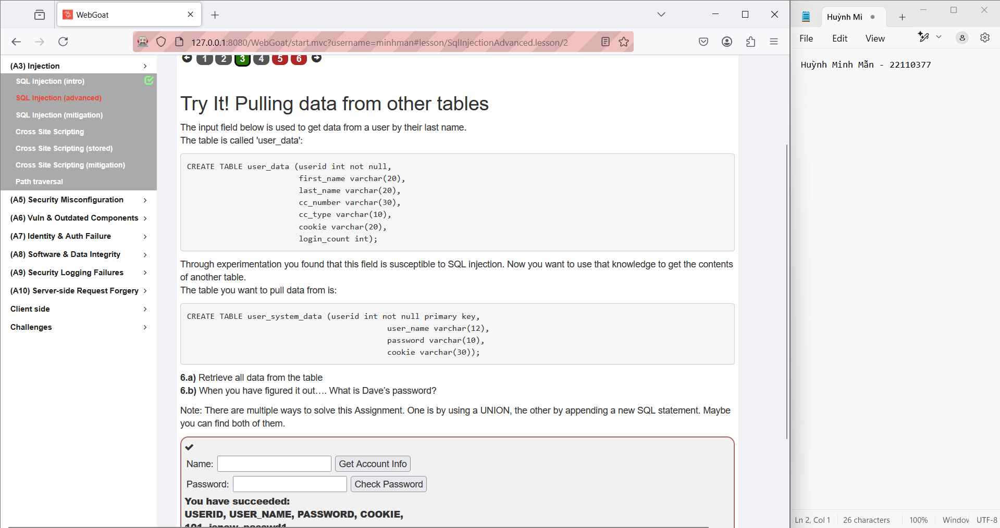 WebGoat
127.0.0.1:8080/WebGoat/start.mvc?username=minhman#lesson/SqlInjectionAdvanced.lesson/2
(A3) Injection
SQL Injection (intro)
SQL Injection (advanced)
SQL Injection (mitigation)
Cross Site Scripting
Cross Site Scripting (stored)
Cross Site Scripting (mitigation)
Path traversal
(A5) Security Misconfiguration
(A6) Vuln & Outdated Components
(A7) Identity & Auth Failure
(A8) Software & Data Integrity
(A9) Security Logging Failures
(A10) Server-side Request Forgery
Client side
Challenges
1 2 3 4 5 6
Try It! Pulling data from other tables
The input field below is used to get data from a user by their last name.
The table is called 'user_data':
CREATE TABLE user_data (userid int not null,
first_name varchar(20),
last_name varchar(20),
cc_number varchar(30),
cc_type varchar(10),
cookie varchar(20),
login_count int);
Through experimentation you found that this field is susceptible to SQL injection. Now you want to use that knowledge to get the contents
of another table.
The table you want to pull data from is:
CREATE TABLE user_system_data (userid int not null primary key,
user_name varchar(12),
password varchar(10),
cookie varchar(30));
6.a) Retrieve all data from the table
6.b) When you have figured it out…. What is Dave’s password?
Note: There are multiple ways to solve this Assignment. One is by using a UNION, the other by appending a new SQL statement. Maybe
you can find both of them.
Name: Get Account Info
Password: Check Password
You have succeeded:
USERID, USER_NAME, PASSWORD, COOKIE,
101, jsnow, passwd1,
Huỳnh Mi
File Edit View
Huỳnh Minh Mẫn - 22110377
Ln 2, Col 1 26 characters 100% Window UTF-8